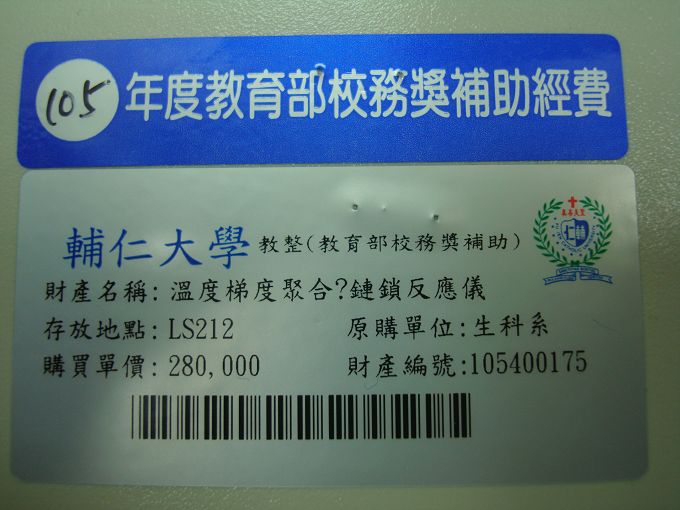 105 年度教育部校務獎補助經費
輔仁大學 教整(教育部校務獎補助)
財產名稱: 溫度梯度聚合?鏈鎖反應儀
存放地點: LS212 原購單位: 生科系
購買單價: 280,000 財產編號:105400175